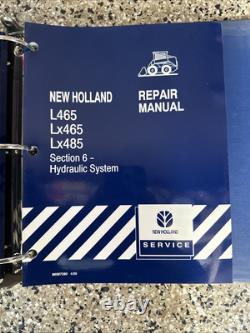 NEW HOLLAND
L465
Lx465
Lx485
Section 6 -
Hydraulic System
REPAIR
MANUAL
NEW HOLLAND
SERVICE